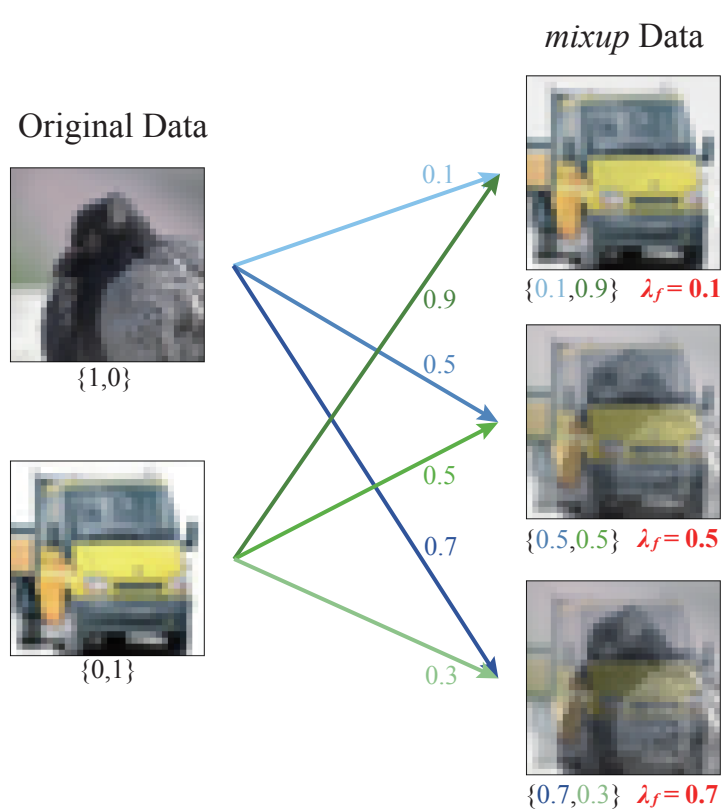 mixup Data
Original Data
0.1
0.9
{0.1,0.9} λf = 0.1
0.5
{1,0}
0.5
{0.5,0.5} λf = 0.5
0.7
{0,1}
0.3
{0.7,0.3} λf = 0.7